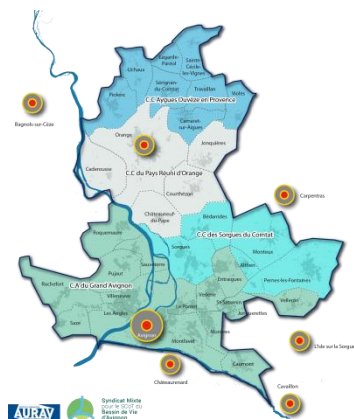 Lagarde-Paréol
Sainte-Cécile-les-Vignes
Uchaux
Sérignan-du-Comtat
Travaillan
Violès
Piolenc
C.C Aygues Ouvèze en Provence
Camaret-sur-Aigues
Bagnols-sur-Cèze
Orange
Jonquières
Caderousse
C.C du Pays Réuni d'Orange
Courthézon
Châteauneuf-du-Pape
Carpentras
Bédarrides
Roquemaure
C.C des Sorgues du Comtat
Sorgues
Monteux
Sauveterre
Althen
Pujaut
Entraigues
Pernes-les-Fontaines
Rochefort
Villeneuve
Vedène
Velleron
Le Pontet
St Saturnin
Jonquerettes
Les Angles
Saze
Avignon
Morières
Montfavet
L'Isle sur la Sorgue
Caumont
Châteaurenard
Cavaillon
AURAV
Syndicat Mixte
pour le SCoT du
Bassin de Vie
d'Avignon